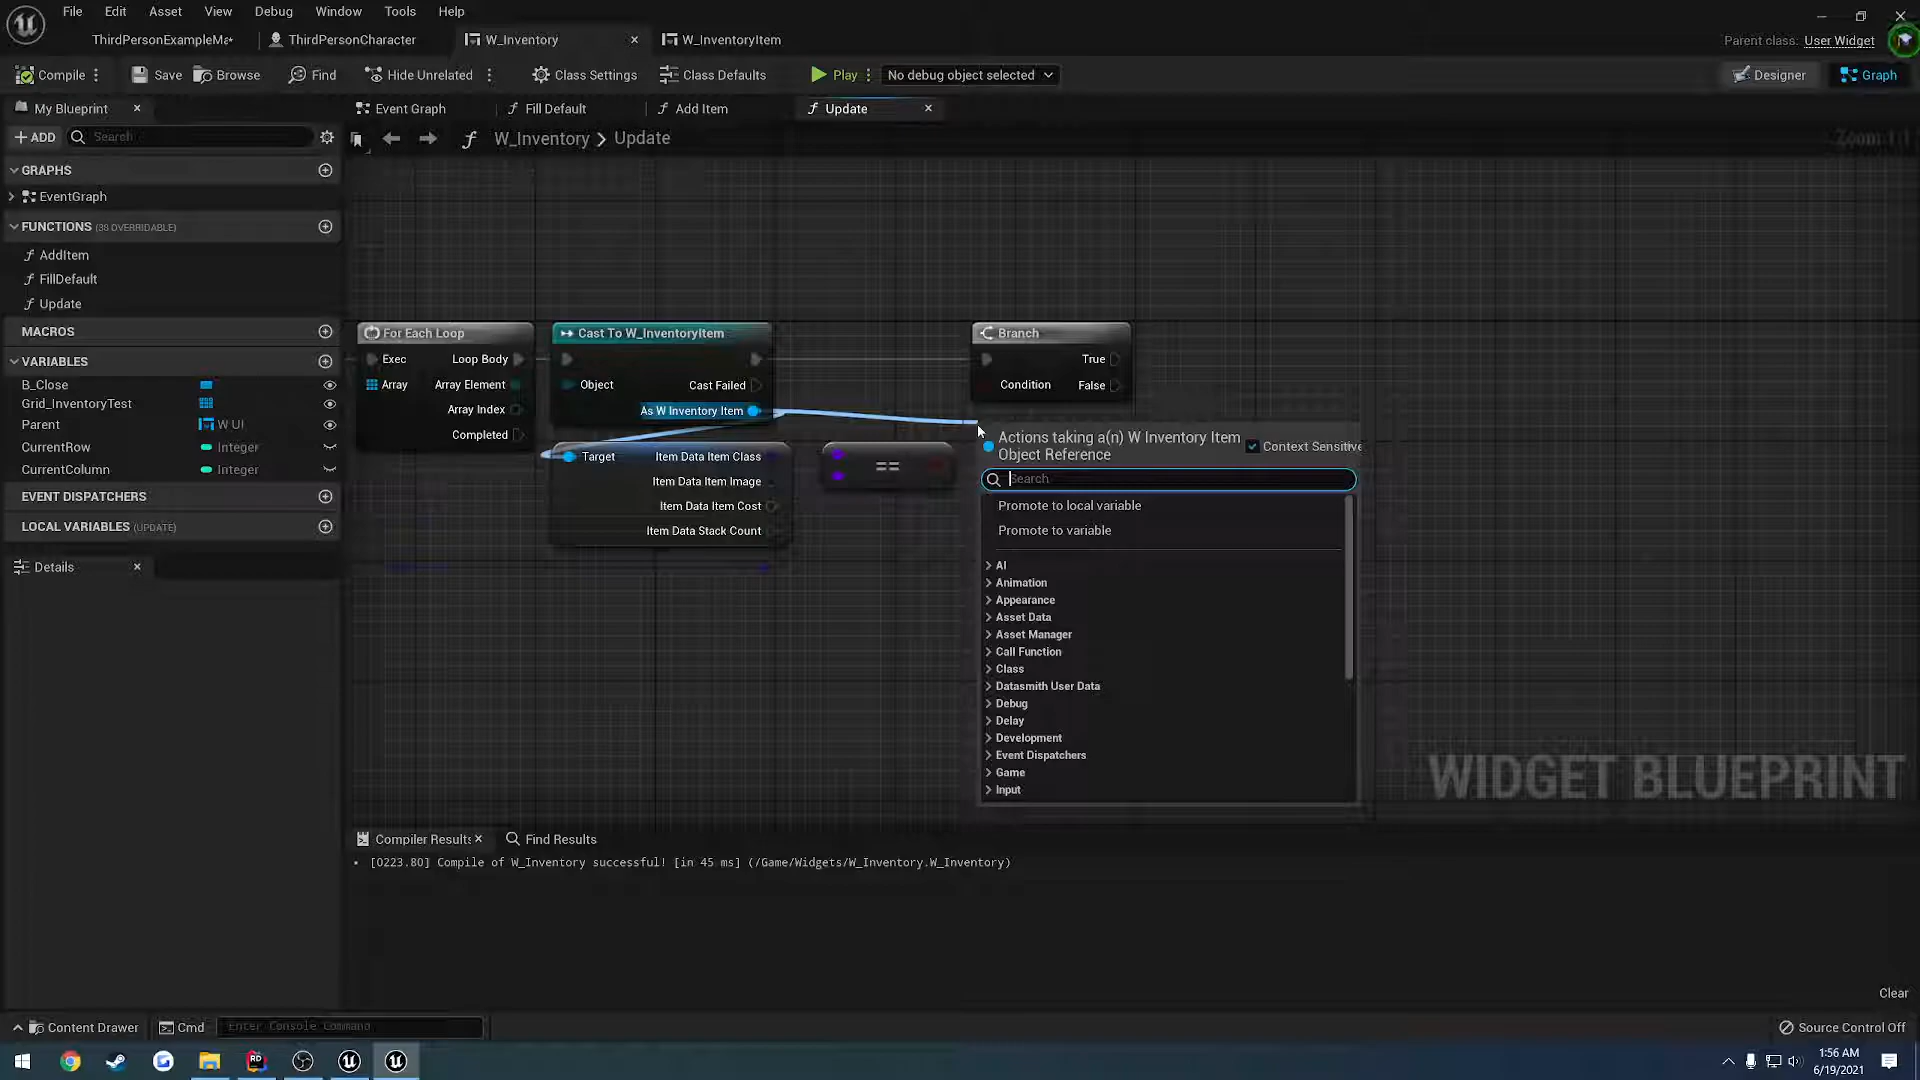 File Edit Asset View Debug Window Tools Help
ThirdPersonExampleMa* ThirdPersonCharacter W_Inventory W_InventoryItem Parent class: User Widget
Compile Save Browse Find Hide Unrelated Class Settings Class Defaults Play No debug object selected Designer Graph
My Blueprint Event Graph Fill Default Add Item Update
+ ADD Search W_Inventory > Update Zoom 1:1
GRAPHS
EventGraph
FUNCTIONS (38 OVERRIDABLE)
AddItem
FillDefault
Update
MACROS
VARIABLES
B_Close
Grid_InventoryTest
Parent W UI
CurrentRow Integer
CurrentColumn Integer
EVENT DISPATCHERS
LOCAL VARIABLES (UPDATE)
Details
For Each Loop
Exec Loop Body
Array Array Element
Array Index
Completed
Cast To W_InventoryItem
Object Cast Failed
As W Inventory Item
Target Item Data Item Class
Item Data Item Image
Item Data Item Cost
Item Data Stack Count
==
Branch
True
Condition False
Actions taking a(n) W Inventory Item
Object Reference
Context Sensitive
Search
Promote to local variable
Promote to variable
AI
Animation
Appearance
Asset Data
Asset Manager
Call Function
Class
Datasmith User Data
Debug
Delay
Development
Event Dispatchers
Game
Input
WIDGET BLUEPRINT
Compiler Results Find Results
[0223.80] Compile of W_Inventory successful! [in 45 ms] (/Game/Widgets/W_Inventory.W_Inventory)
Clear
Content Drawer Cmd Enter Console Command Source Control Off
RD
1:56 AM
6/19/2021